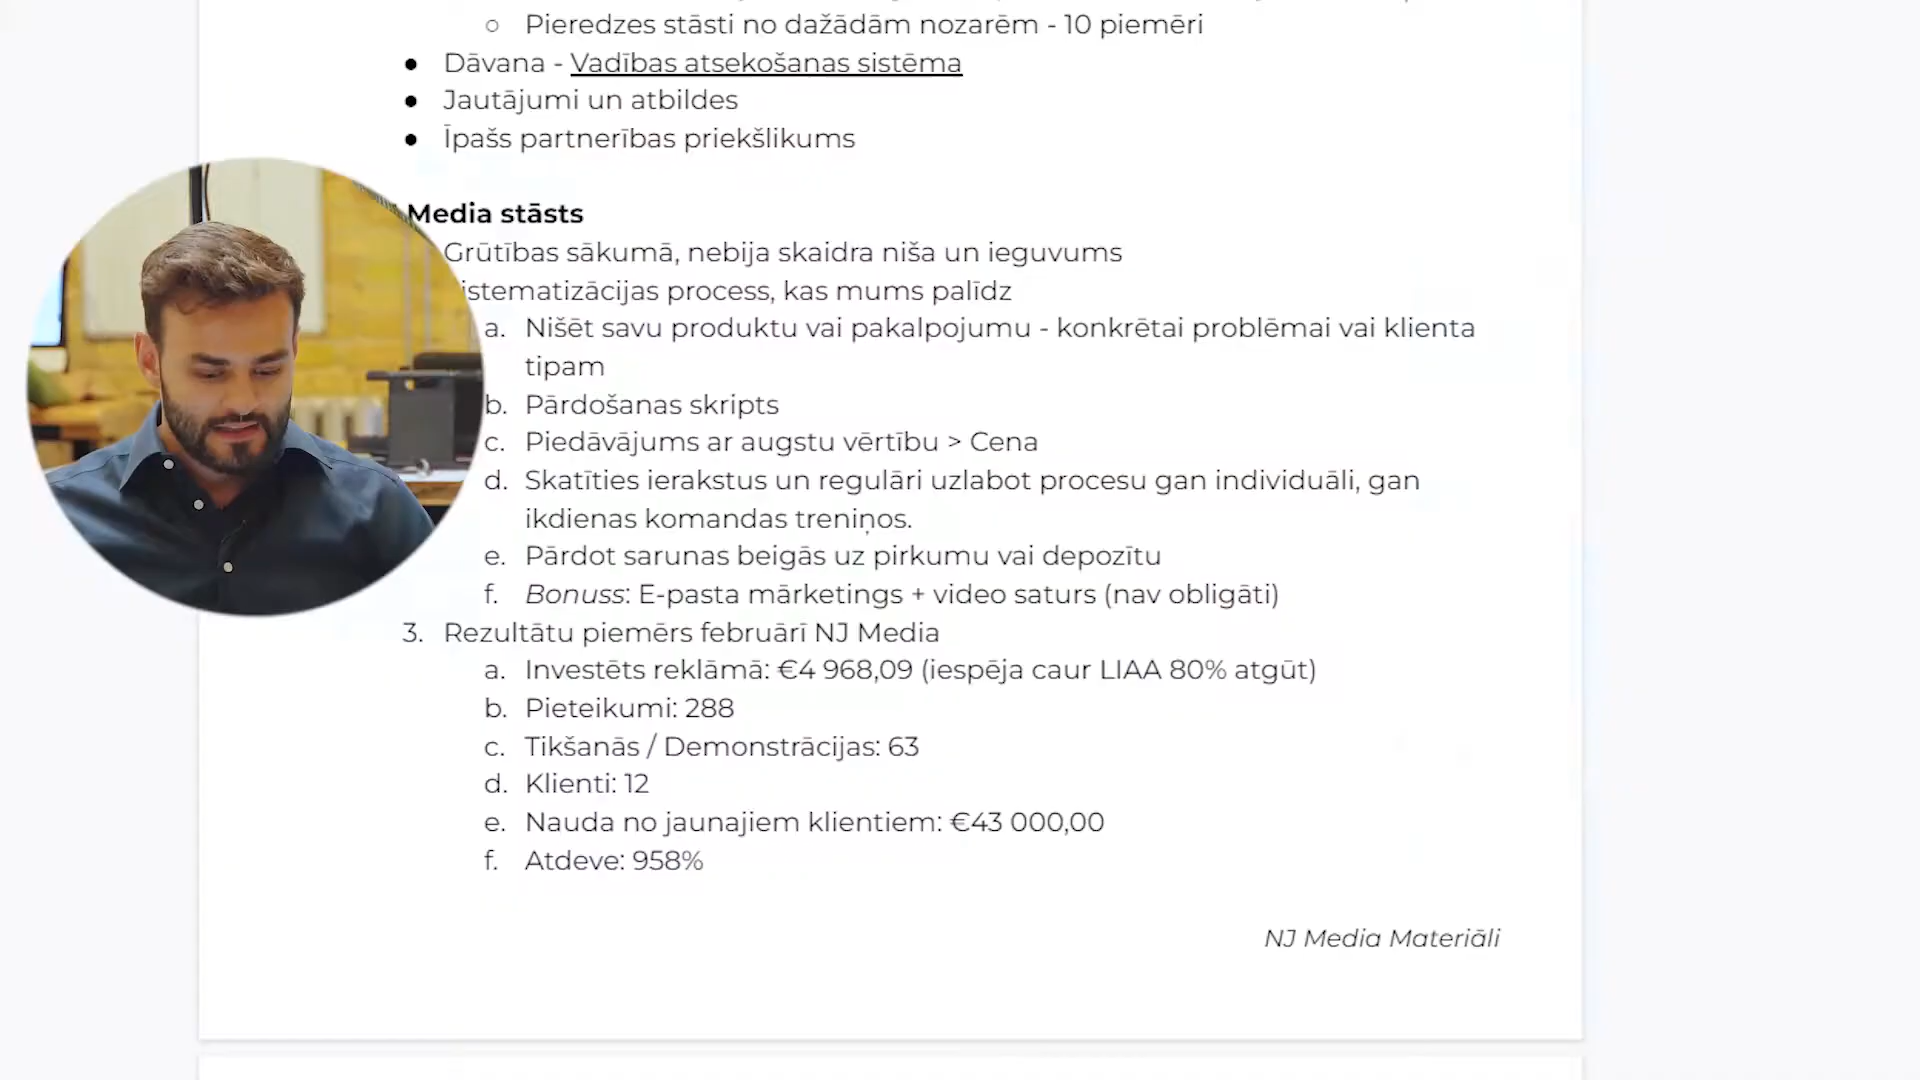 ○ Pieredzes stāsti no dažādām nozarēm - 10 piemēri
● Dāvana - Vadības atsekošanas sistēma
● Jautājumi un atbildes
● Īpašs partnerības priekšlikums
Media stāsts
Grūtības sākumā, nebija skaidra niša un ieguvums
istematizācijas process, kas mums palīdz
a. Nišēt savu produktu vai pakalpojumu - konkrētai problēmai vai klienta
tipam
b. Pārdošanas skripts
c. Piedāvājums ar augstu vērtību > Cena
d. Skatīties ierakstus un regulāri uzlabot procesu gan individuāli, gan
ikdienas komandas treniņos.
e. Pārdot sarunas beigās uz pirkumu vai depozītu
f. Bonuss: E-pasta mārketings + video saturs (nav obligāti)
3. Rezultātu piemērs februārī NJ Media
a. Investēts reklāmā: €4 968,09 (iespēja caur LIAA 80% atgūt)
b. Pieteikumi: 288
c. Tikšanās / Demonstrācijas: 63
d. Klienti: 12
e. Nauda no jaunajiem klientiem: €43 000,00
f. Atdeve: 958%
NJ Media Materiāli